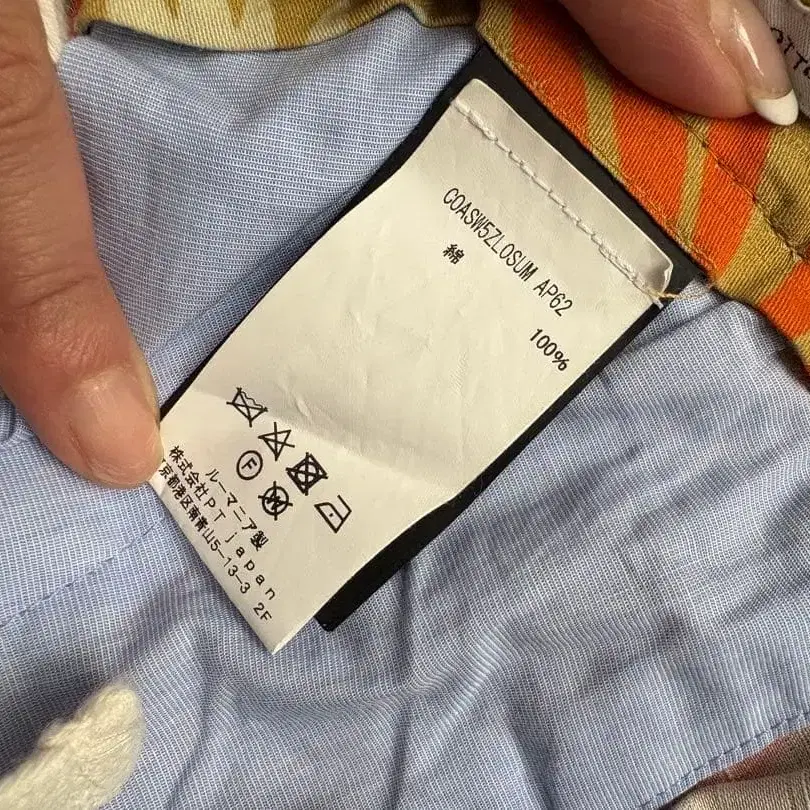 COASW5ZLOSUM AP62
綿 100%
F
W
ルーマニア製
株式会社PT japan
京都港区南青山5-13-3 2F
OTTO